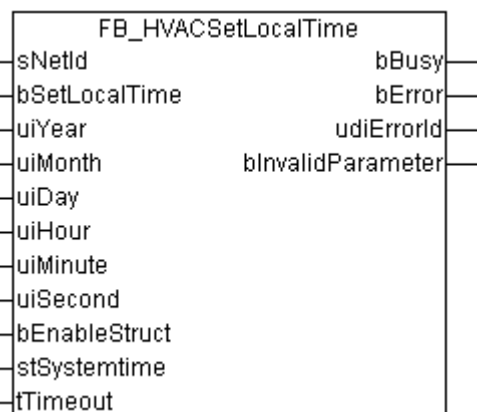 FB_HVACSetLocalTime
sNetId bBusy
bSetLocalTime bError
uiYear udiErrorId
uiMonth bInvalidParameter
uiDay
uiHour
uiMinute
uiSecond
bEnableStruct
stSystemtime
tTimeout